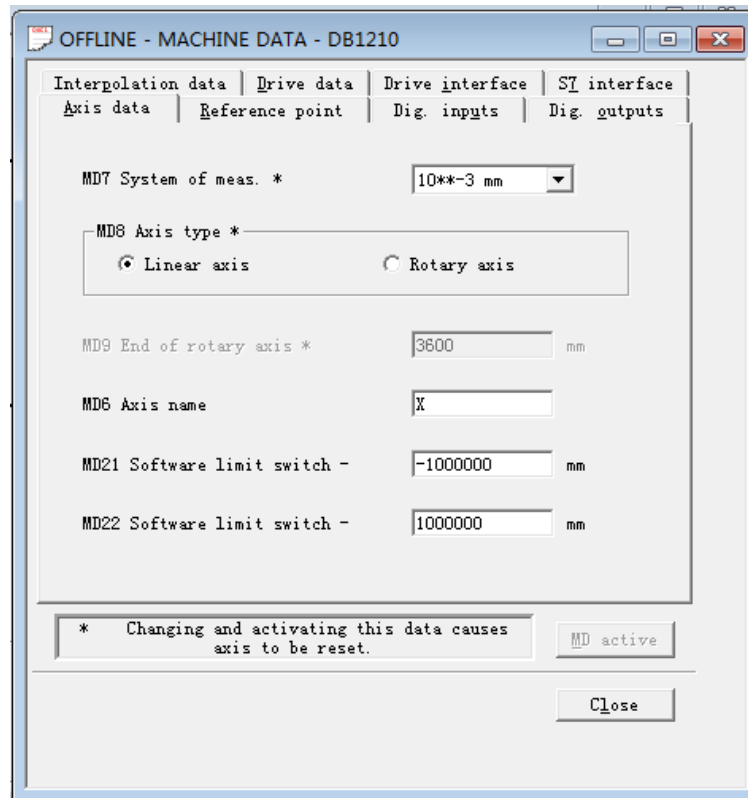 OFFLINE - MACHINE DATA - DB1210
Interpolation data Drive data Drive interface S7 interface
Axis data Reference point Dig. inputs Dig. outputs
MD7 System of meas. * 10**-3 mm
MD8 Axis type *
Linear axis Rotary axis
MD9 End of rotary axis * 3600 mm
MD6 Axis name X
MD21 Software limit switch - -1000000 mm
MD22 Software limit switch - 1000000 mm
* Changing and activating this data causes
axis to be reset.
MD active
Close